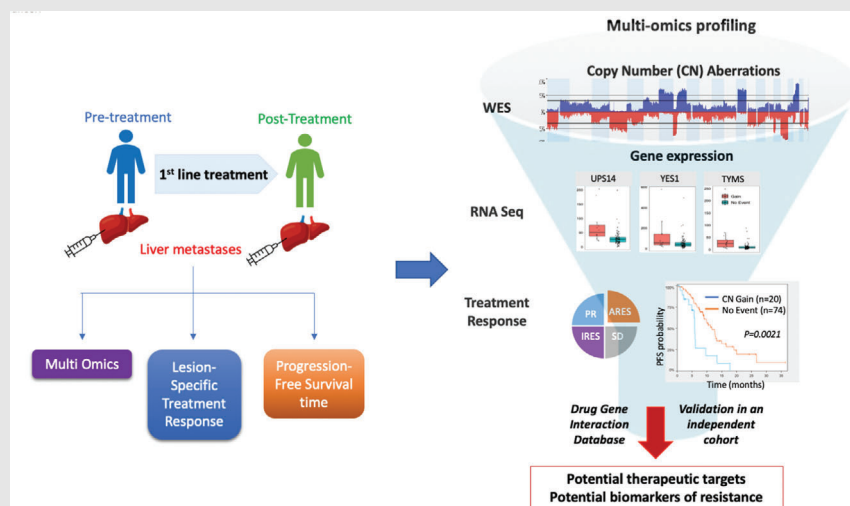 Multi-omics profiling
Copy Number (CN) Aberrations
WES
Pre-treatment
Post-Treatment
1st line treatment
Liver metastases
Multi Omics
Lesion-
Specific
Treatment
Response
Progression-
Free Survival
time
Gene expression
RNA Seq
UPS14
YES1
TYMS
Gain
No Event
Treatment
Response
PR
ARES
IRES
SD
PFS probability
CN Gain (n=20)
No Event (n=74)
P=0.0021
Time (months)
Drug Gene
Interaction
Database
Validation in an
independent
cohort
Potential therapeutic targets
Potential biomarkers of resistance